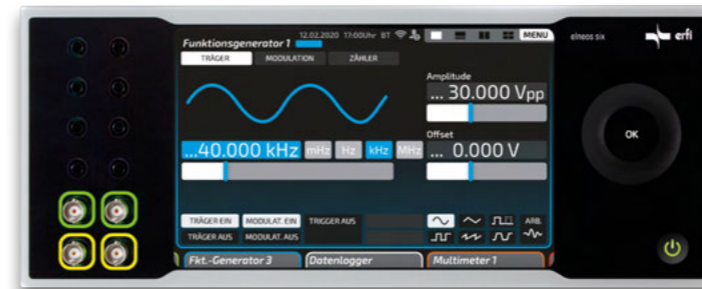 12.02.2020 17:00Uhr BT
MENU
elneos six
erfi
Funktionsgenerator 1
TRÄGER MODULATION ZÄHLER
Amplitude
... 30.000 Vpp
OK
...40.000 kHz mHz Hz kHz MHz
Offset
... 0.000 V
TRÄGER EIN MODULAT. EIN TRIGGER AUS
ARB.
TRÄGER AUS MODULAT. AUS
Fkt.-Generator 3 Datenlogger Multimeter 1